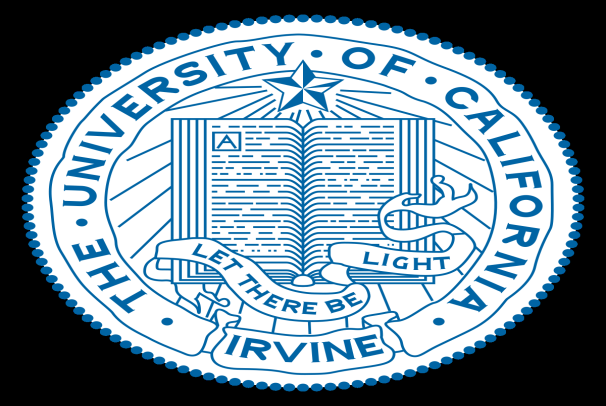 THE · UNIVERSITY · OF · CALIFORNIA
A
LET THERE BE
LIGHT
IRVINE